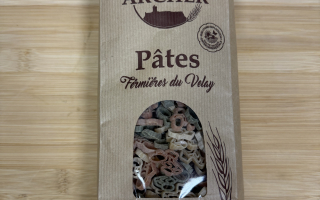 ARCHER
Pâtes
Fermières du Velay